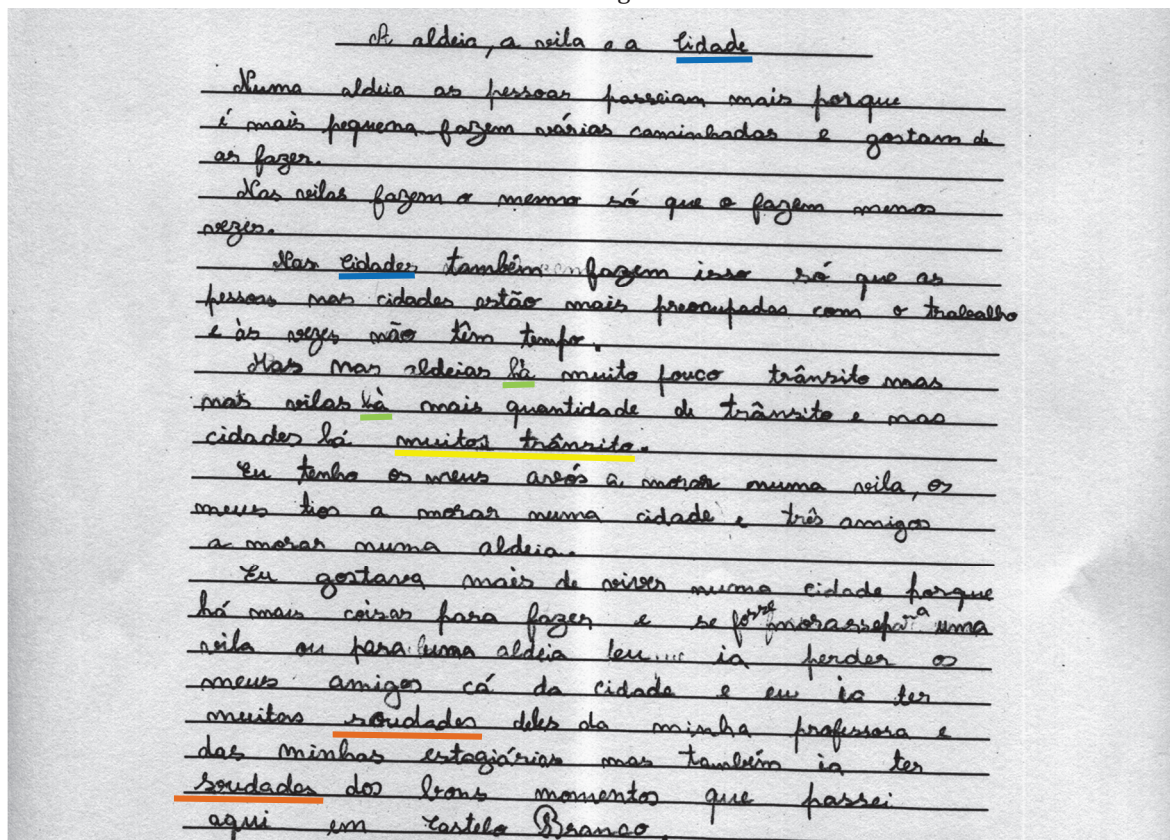 A aldeia, a vila e a Cidade
Numa aldeia as pessoas passeiam mais porque
é mais pequena fazem várias caminhadas e gostam de
as fazer.
Nas vilas fazem o mesmo só que o fazem menos
vezes.
Nas Cidades também fazem isso só que as
pessoas nas cidades estão mais preocupadas com o trabalho
e às vezes não têm tempo.
Mas nas aldeias hà muito pouco trânsito mas
nas vilas hà mais quantidade de trânsito e nas
cidades há muitos trânsito.
Eu tenho os meus avós a morar numa vila, os
meus tios a morar numa cidade e três amigos
a morar numa aldeia.
Eu gostava mais de viver numa cidade porque
há mais coisas para fazer e se fosse morasse para uma
vila ou para uma aldeia eu ia perder os
meus amigos cá da cidade e eu ia ter
muitas soudades deles da minha professora e
das minhas estagiárias mas também ia ter
soudades dos bons momentos que passei
aqui em Castelo Branco.